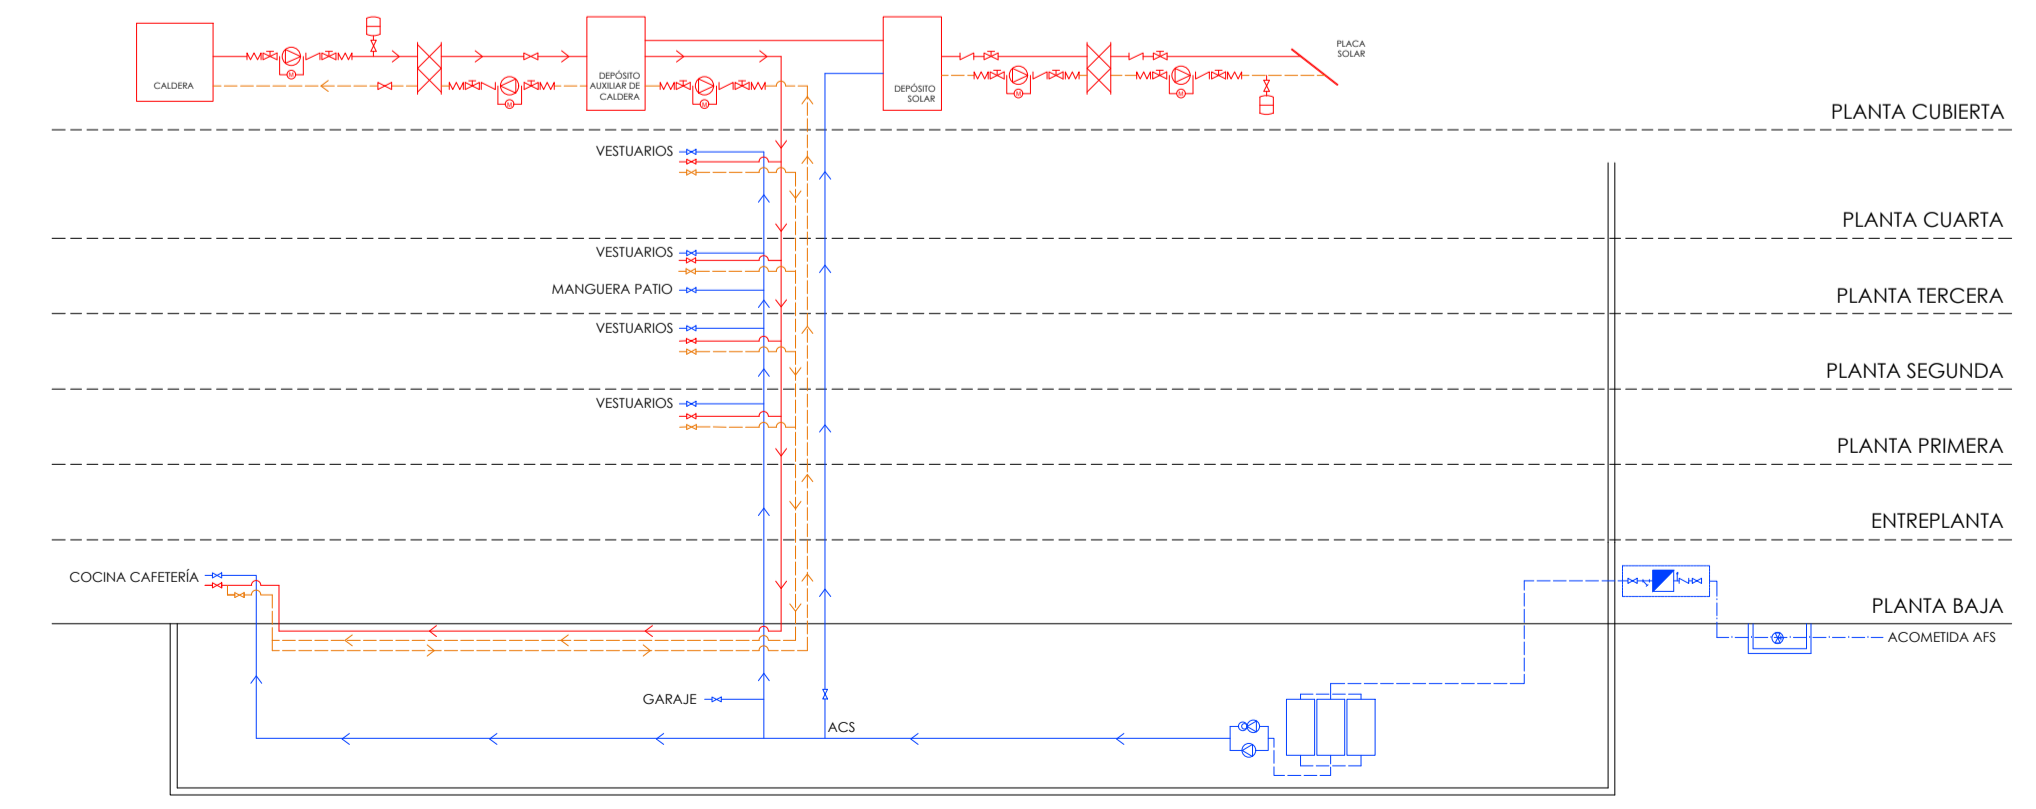 CALDERA
DEPÓSITO
AUXILIAR DE
CALDERA
DEPÓSITO
SOLAR
PLACA
SOLAR
M
M
M
M
M
PLANTA CUBIERTA
VESTUARIOS
PLANTA CUARTA
VESTUARIOS
MANGUERA PATIO
PLANTA TERCERA
VESTUARIOS
PLANTA SEGUNDA
VESTUARIOS
PLANTA PRIMERA
ENTREPLANTA
COCINA CAFETERÍA
PLANTA BAJA
ACOMETIDA AFS
GARAJE
ACS